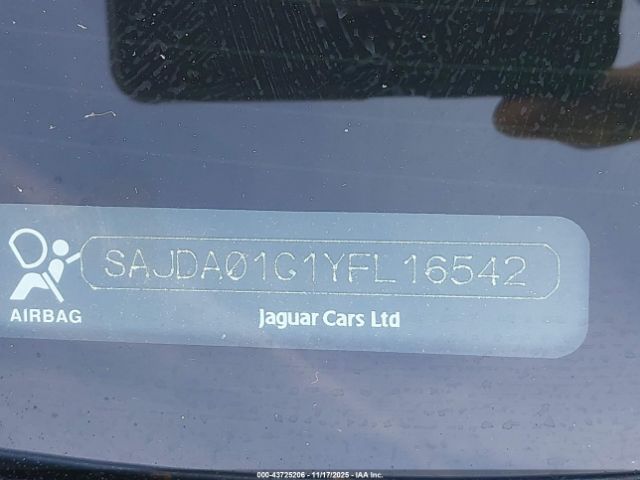 SAJDA01C1YFL16542
AIRBAG
Jaguar Cars Ltd
000-43725206 - 11/17/2025 - IAA Inc.